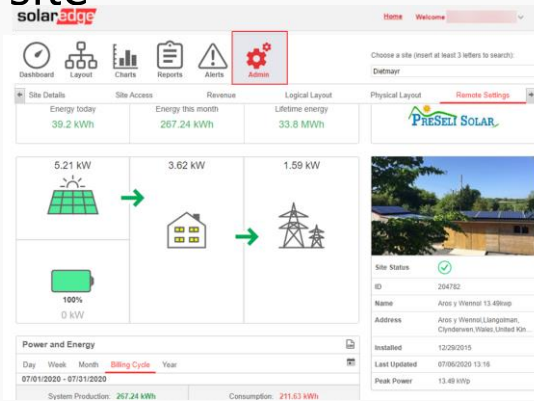 Site
solaredge
Home Welcome
Dashboard Layout Charts Reports Alerts Admin
Choose a site (insert at least 3 letters to search):
Dietmayr
Site Details Site Access Revenue Logical Layout Physical Layout Remote Settings
Energy today Energy this month Lifetime energy
39.2 kWh 267.24 kWh 33.8 MWh
PRESELI SOLAR
5.21 kW 3.62 kW 1.59 kW
100%
0 kW
Site Status
ID 204782
Name Aros y Wennol 13.49kwp
Address Aros y Wennol,Llangolman,
Clynderwen,Wales,United Kin...
Installed 12/29/2015
Last Updated 07/06/2020 13:16
Peak Power 13.49 kWp
Power and Energy
Day Week Month Billing Cycle Year
07/01/2020 - 07/31/2020
System Production: 267.24 kWh Consumption: 211.63 kWh